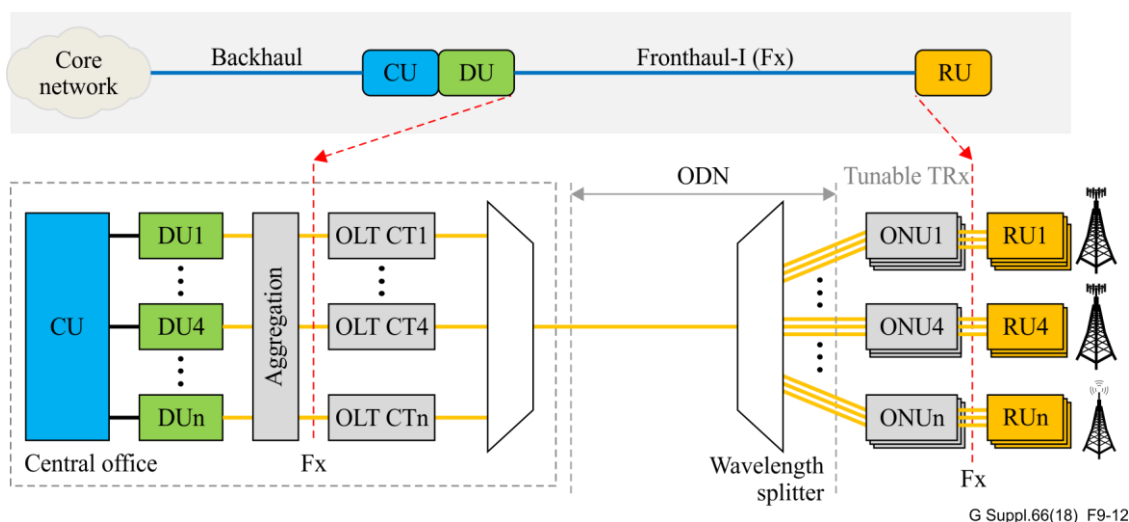 Core
network
Backhaul
CU
DU
Fronthaul-I (Fx)
RU
ODN
Tunable TRx
CU
DU1
DU4
DUn
Aggregation
OLT CT1
OLT CT4
OLT CTn
ONU1
ONU4
ONUn
RU1
RU4
RUn
Central office
Fx
Wavelength
splitter
Fx
G Suppl.66(18) F9-12